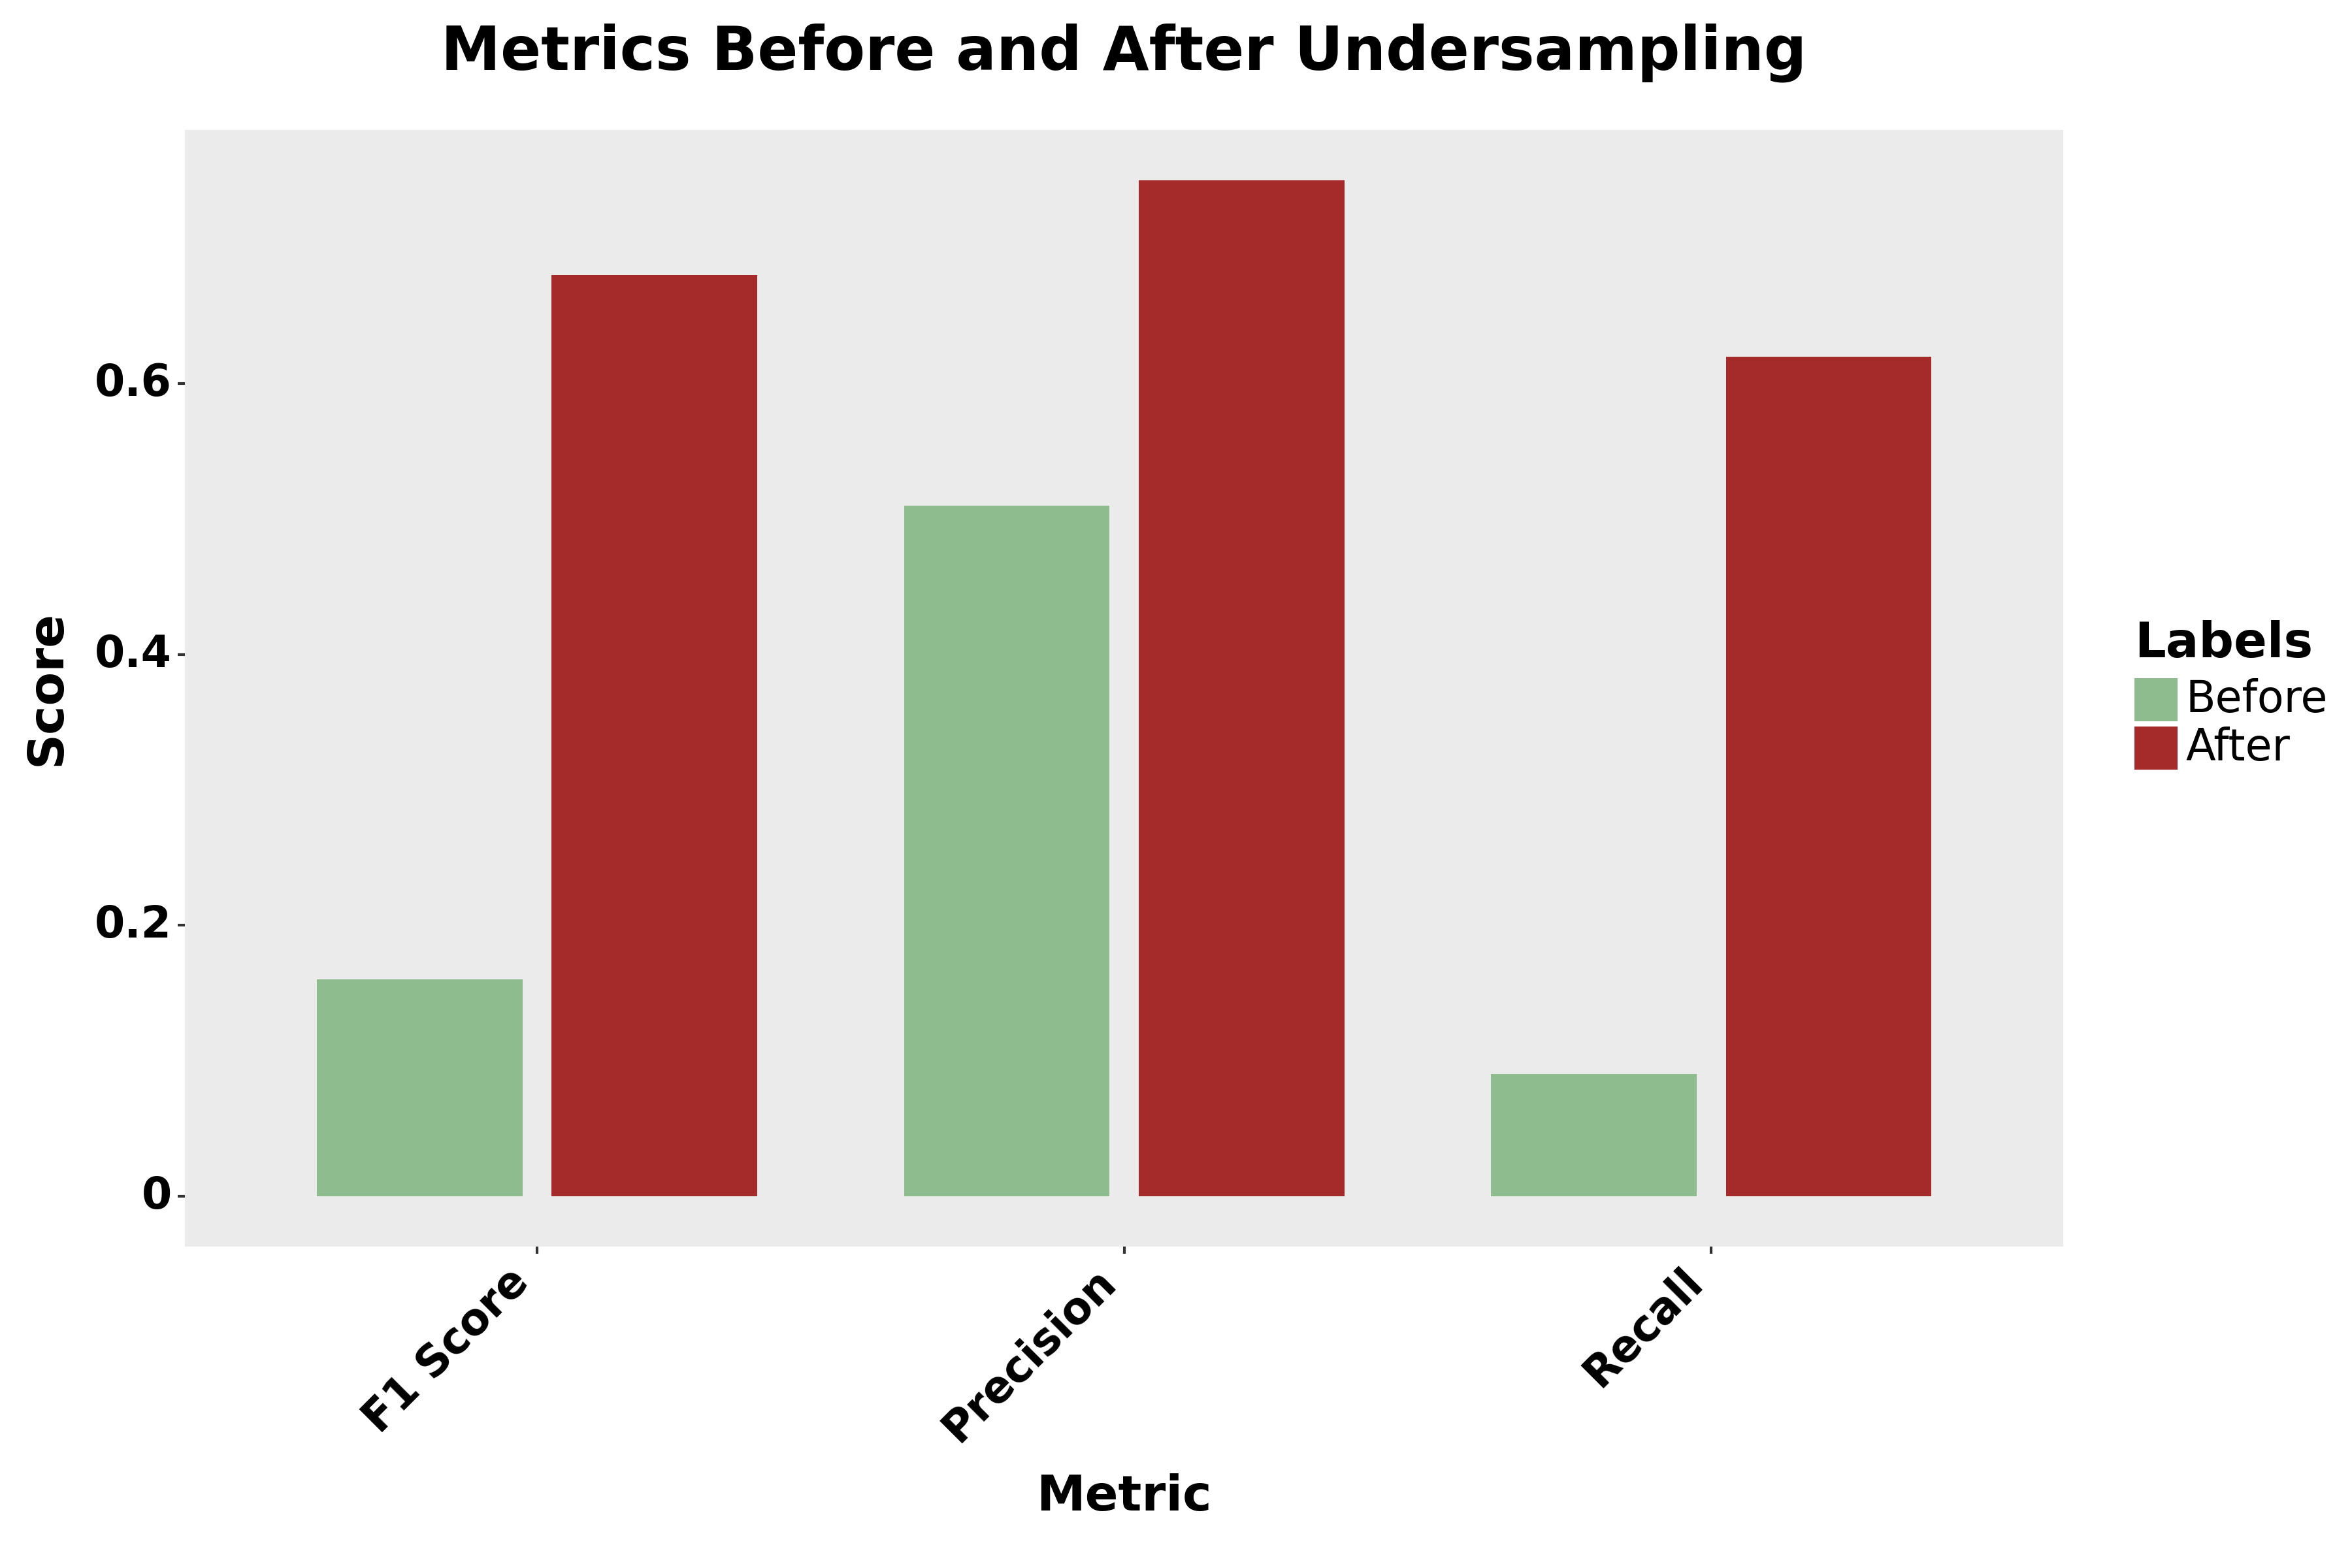 Metrics Before and After Undersampling
Score
0.6
0.4
0.2
0
F1 Score
Precision
Recall
Metric
Labels
Before
After